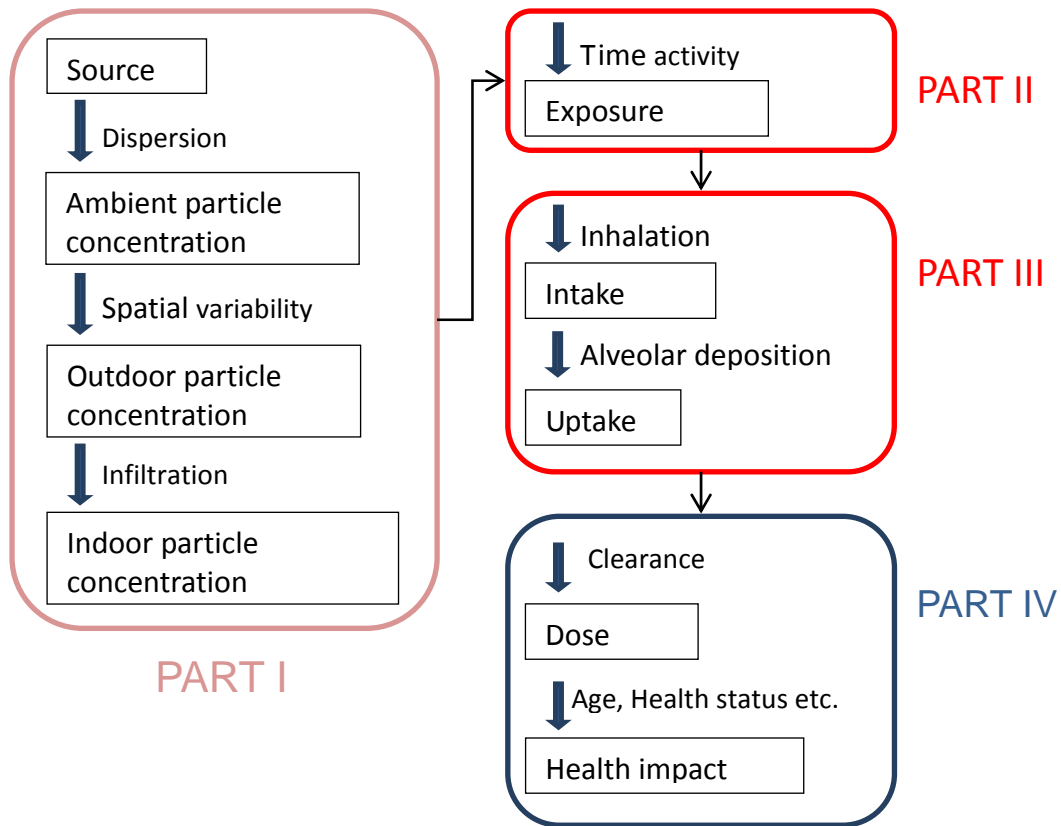 Source
Dispersion
Ambient particle
concentration
Spatial variability
Outdoor particle
concentration
Infiltration
Indoor particle
concentration
PART I
Time activity
Exposure
PART II
Inhalation
Intake
Alveolar deposition
Uptake
PART III
Clearance
Dose
Age, Health status etc.
Health impact
PART IV